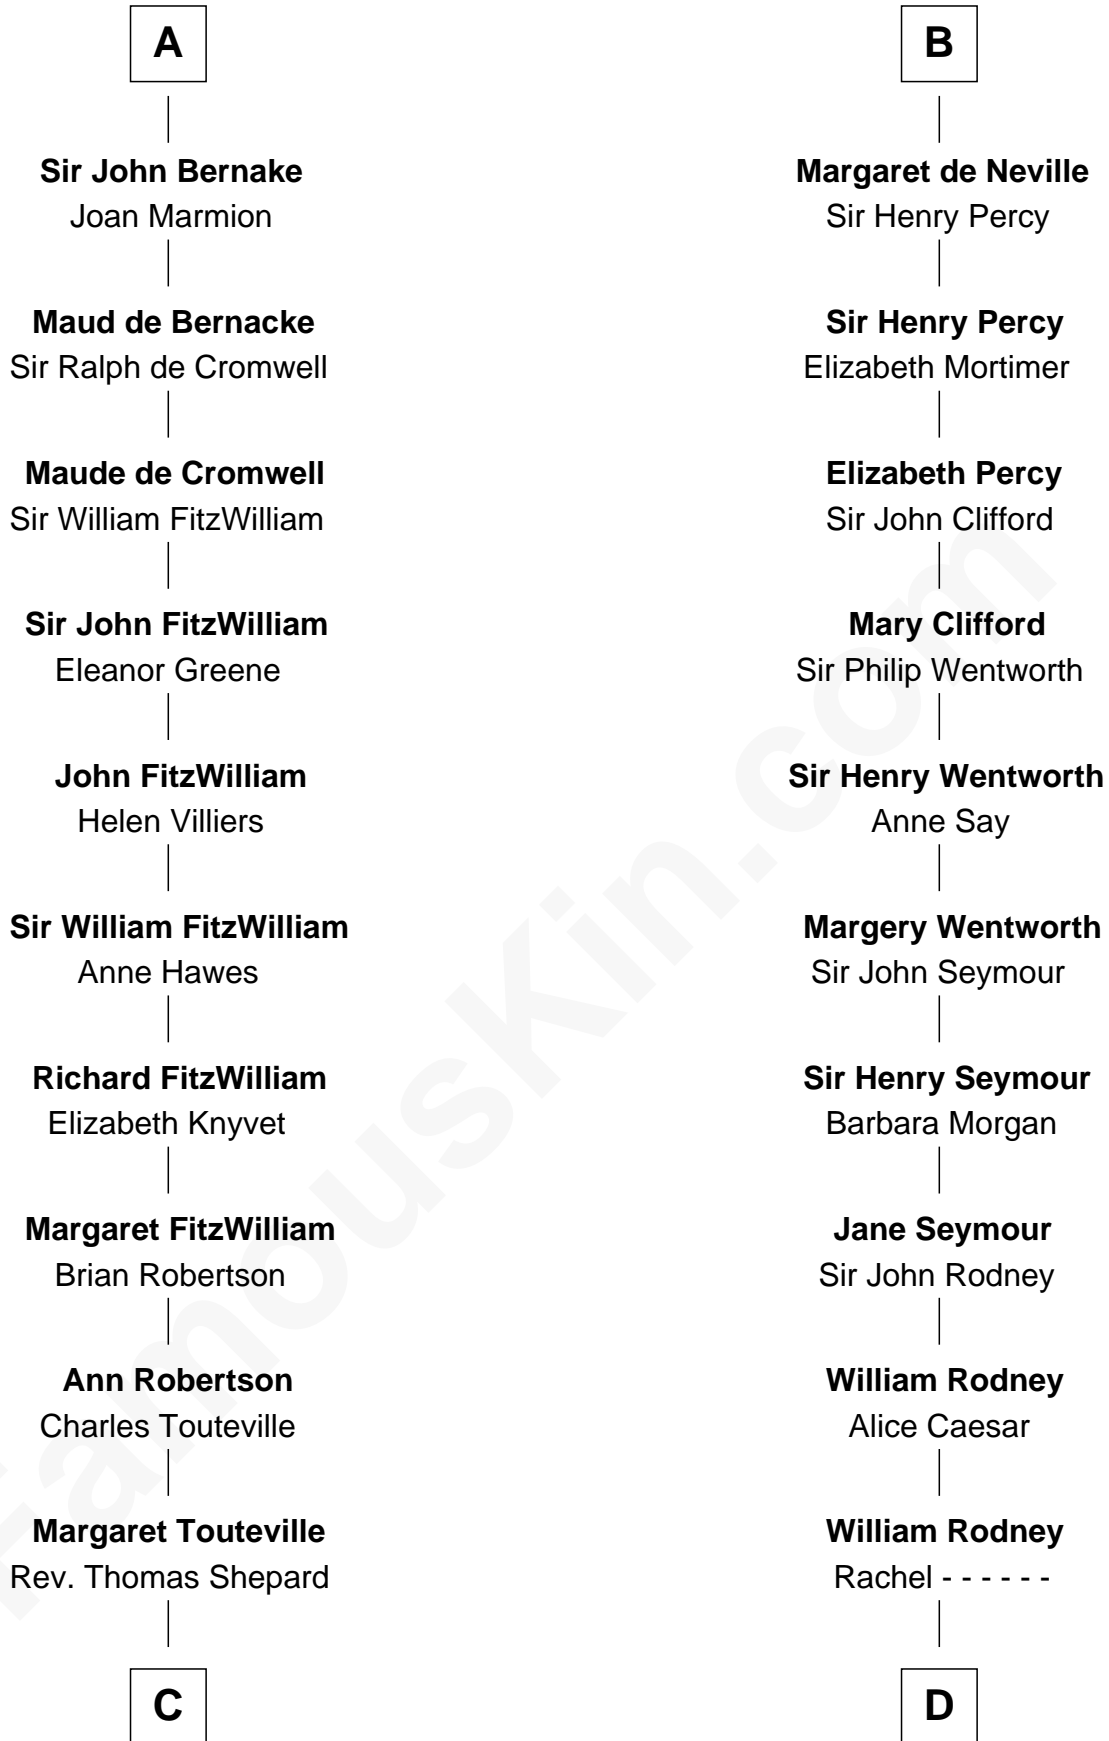 A
Sir John Bernake
Joan Marmion
Maud de Bernacke
Sir Ralph de Cromwell
Maude de Cromwell
Sir William FitzWilliam
Sir John FitzWilliam
Eleanor Greene
John FitzWilliam
Helen Villiers
Sir William FitzWilliam
Anne Hawes
Richard FitzWilliam
Elizabeth Knyvet
Margaret FitzWilliam
Brian Robertson
Ann Robertson
Charles Touteville
Margaret Touteville
Rev. Thomas Shepard
C
B
Margaret de Neville
Sir Henry Percy
Sir Henry Percy
Elizabeth Mortimer
Elizabeth Percy
Sir John Clifford
Mary Clifford
Sir Philip Wentworth
Sir Henry Wentworth
Anne Say
Margery Wentworth
Sir John Seymour
Sir Henry Seymour
Barbara Morgan
Jane Seymour
Sir John Rodney
William Rodney
Alice Caesar
William Rodney
Rachel - - - - - -
D
FamousKin.com